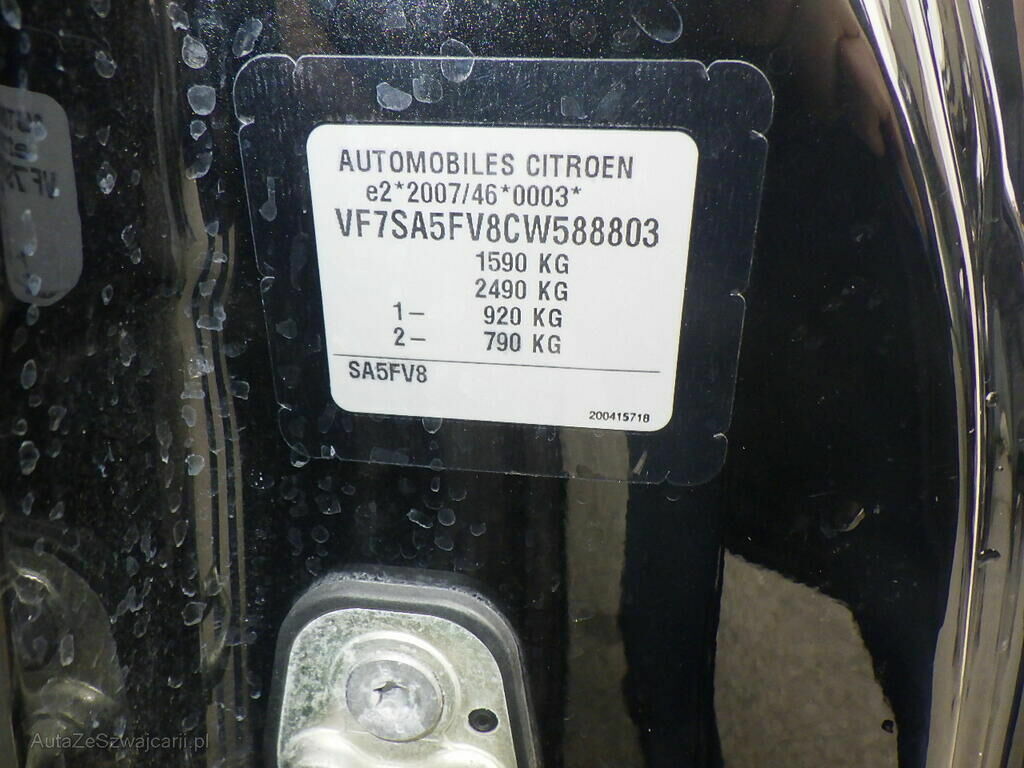 AUTOMOBILES CITROEN
e2*2007/46*0003*
VF7SA5FV8CW588803
1590 KG
2490 KG
1- 920 KG
2- 790 KG
SA5FV8
200415718
AutaZeSzwajcarii.pl